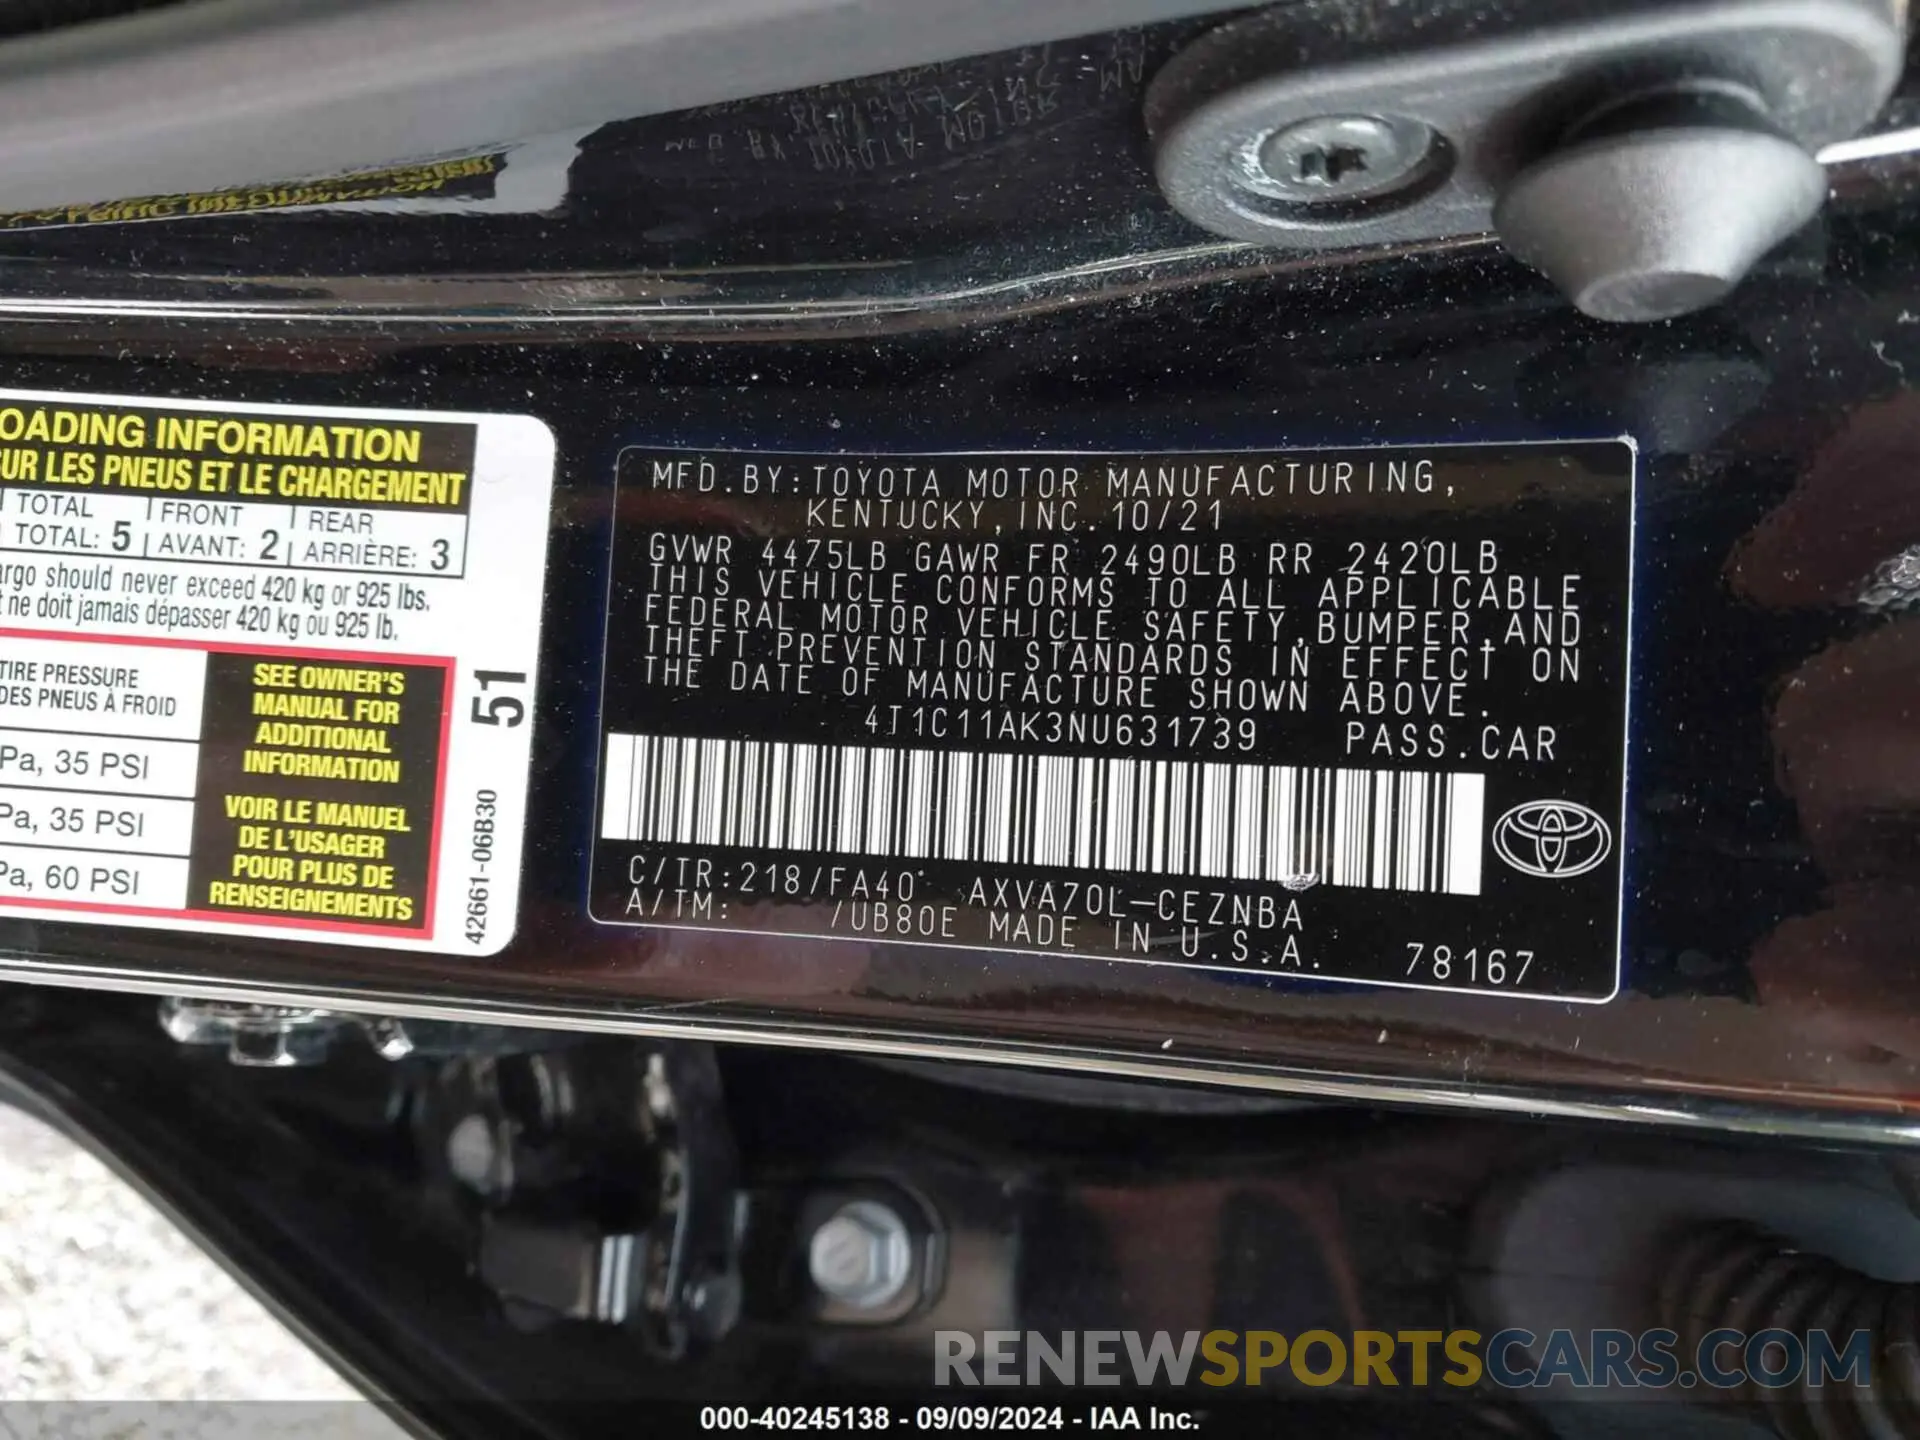 OADING INFORMATION
UR LES PNEUS ET LE CHARGEMENT
TOTAL FRONT REAR
TOTAL: 5 AVANT: 2 ARRIÈRE: 3
argo should never exceed 420 kg or 925 lbs.
ne doit jamais dépasser 420 kg ou 925 lb.
TIRE PRESSURE
DES PNEUS À FROID
Pa, 35 PSI
Pa, 35 PSI
Pa, 60 PSI
SEE OWNER'S
MANUAL FOR
ADDITIONAL
INFORMATION
VOIR LE MANUEL
DE L'USAGER
POUR PLUS DE
RENSEIGNEMENTS
51
42661-06B30
MFD.BY:TOYOTA MOTOR MANUFACTURING,
KENTUCKY,INC.10/21
GVWR 4475LB GAWR FR 2490LB RR 2420LB
THIS VEHICLE CONFORMS TO ALL APPLICABLE
FEDERAL MOTOR VEHICLE SAFETY,BUMPER,AND
THEFT PREVENTION STANDARDS IN EFFECT ON
THE DATE OF MANUFACTURE SHOWN ABOVE.
4T1C11AK3NU631739 PASS.CAR
C/TR:218/FA40 AXVA70L-CEZNBA
A/TM: /UB80E MADE IN U.S.A.
78167
RENEWSPORTSCARS.COM
000-40245138 - 09/09/2024 - IAA Inc.